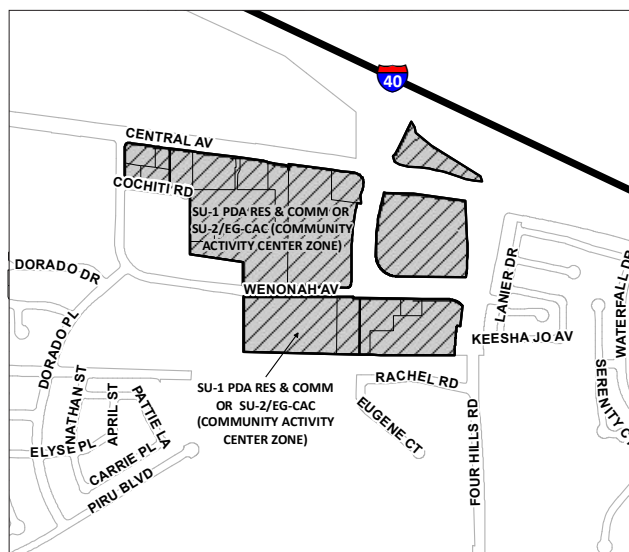 40
CENTRAL AV
COCHITI RD
SU-1 PDA RES & COMM OR
SU-2/EG-CAC (COMMUNITY
ACTIVITY CENTER ZONE)
DORADO DR
WENONAH AV
LANIER DR
WATERFALL DR
DORADO PL
KEESHA JO AV
SU-1 PDA RES & COMM
OR SU-2/EG-CAC
(COMMUNITY ACTIVITY
CENTER ZONE)
RACHEL RD
SERENITY CT
NATHAN ST
APRIL ST
PATTIE LA
EUGENE CT
FOUR HILLS RD
ELYSE PL
CARRIE PL
PIRU BLVD